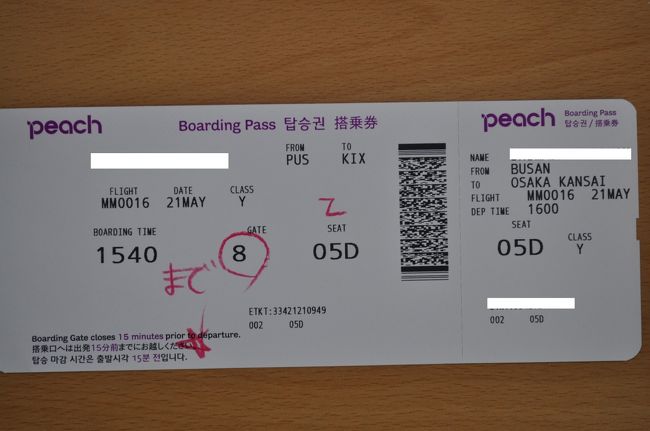 peach
Boarding Pass 탑승권 搭乗券
FROM TO
PUS KIX
FLIGHT DATE CLASS
MM0016 21MAY Y
BOARDING TIME GATE SEAT
1540 まで 8 05D
ETKT:33421210949
002 05D
Boarding Gate closes 15 minutes prior to departure.
搭乗口へは出発15分前までにお越しください。
탑승 마감 시간은 출발시각 15분 전입니다.
peach
Boarding Pass
탑승권 / 搭乗券
NAME
FROM BUSAN
TO OSAKA KANSAI
FLIGHT MM0016 21MAY
DEP TIME 1600
SEAT CLASS
05D Y
002 05D